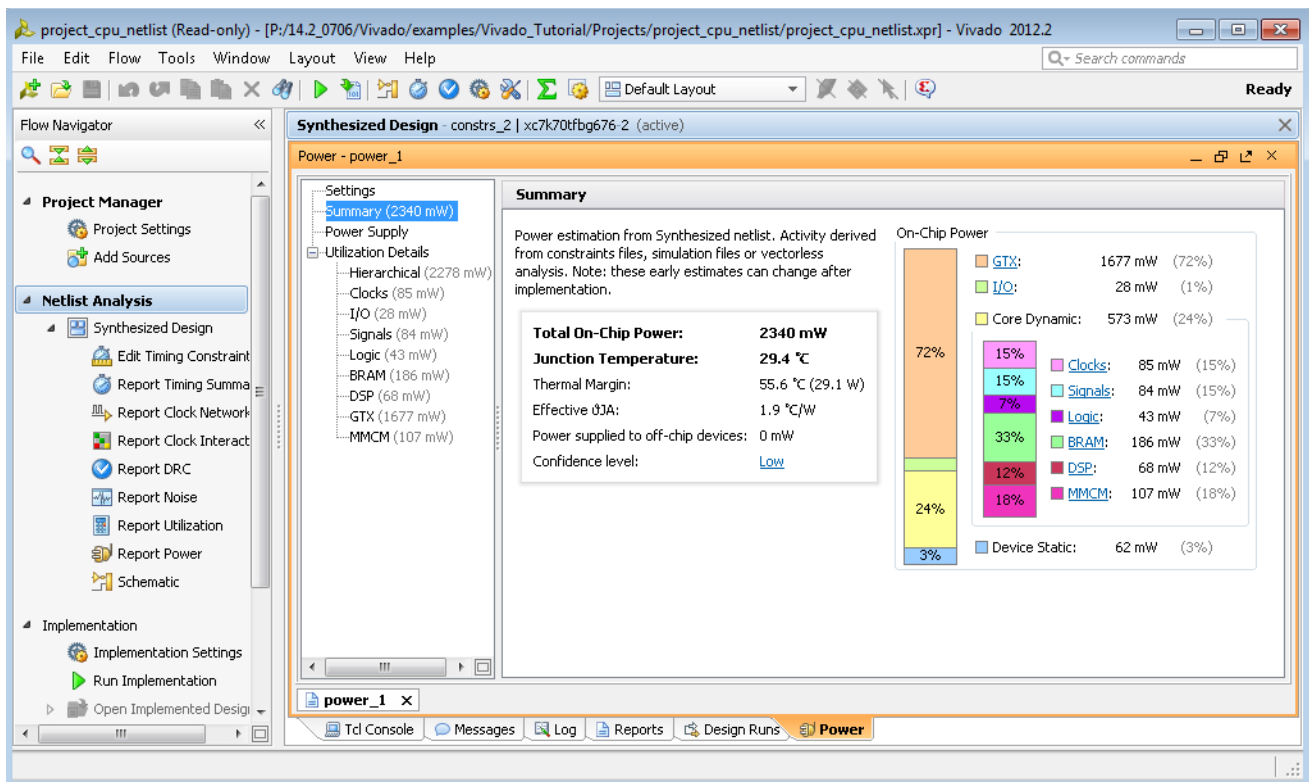 project_cpu_netlist (Read-only) - [P:/14.2_0706/Vivado/examples/Vivado_Tutorial/Projects/project_cpu_netlist/project_cpu_netlist.xpr] - Vivado 2012.2
File Edit Flow Tools Window Layout View Help
Search commands
Default Layout
Ready
Flow Navigator
Project Manager
Project Settings
Add Sources
Netlist Analysis
Synthesized Design
Edit Timing Constraint
Report Timing Summa
Report Clock Network
Report Clock Interact
Report DRC
Report Noise
Report Utilization
Report Power
Schematic
Implementation
Implementation Settings
Run Implementation
Open Implemented Desig
Synthesized Design - constrs_2 | xc7k70tfbg676-2 (active)
Power - power_1
Settings
Summary (2340 mW)
Power Supply
Utilization Details
Hierarchical (2278 mW)
Clocks (85 mW)
I/O (28 mW)
Signals (84 mW)
Logic (43 mW)
BRAM (186 mW)
DSP (68 mW)
GTX (1677 mW)
MMCM (107 mW)
Summary
Power estimation from Synthesized netlist. Activity derived
from constraints files, simulation files or vectorless
analysis. Note: these early estimates can change after
implementation.
Total On-Chip Power: 2340 mW
Junction Temperature: 29.4 °C
Thermal Margin: 55.6 °C (29.1 W)
Effective ϑJA: 1.9 °C/W
Power supplied to off-chip devices: 0 mW
Confidence level: Low
On-Chip Power
72%
24%
3%
GTX: 1677 mW (72%)
I/O: 28 mW (1%)
Core Dynamic: 573 mW (24%)
15%
15%
7%
33%
12%
18%
Clocks: 85 mW (15%)
Signals: 84 mW (15%)
Logic: 43 mW (7%)
BRAM: 186 mW (33%)
DSP: 68 mW (12%)
MMCM: 107 mW (18%)
Device Static: 62 mW (3%)
power_1
Tcl Console Messages Log Reports Design Runs Power